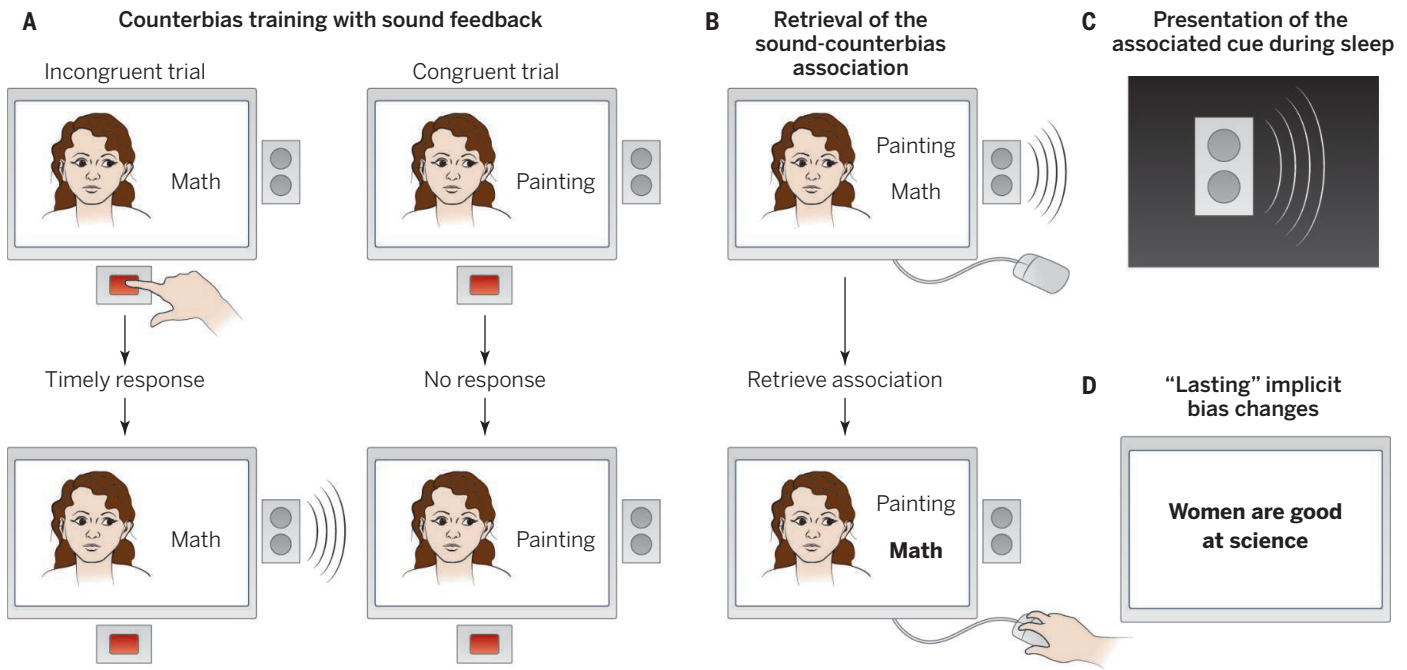 A
Counterbias training with sound feedback
Incongruent trial
Congruent trial
Math
Painting
Timely response
No response
Math
Painting
B
Retrieval of the
sound-counterbias
association
Painting
Math
Retrieve association
Painting
Math
C
Presentation of the
associated cue during sleep
D
“Lasting” implicit
bias changes
Women are good
at science